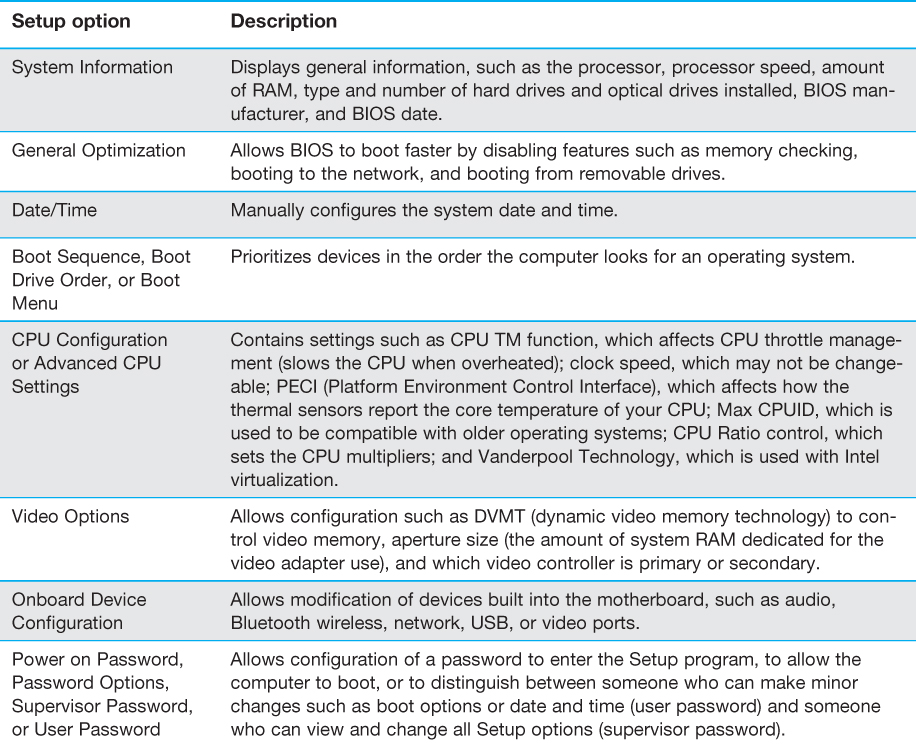 Setup option Description
System Information Displays general information, such as the processor, processor speed, amount
of RAM, type and number of hard drives and optical drives installed, BIOS man-
ufacturer, and BIOS date.
General Optimization Allows BIOS to boot faster by disabling features such as memory checking,
booting to the network, and booting from removable drives.
Date/Time Manually configures the system date and time.
Boot Sequence, Boot Prioritizes devices in the order the computer looks for an operating system.
Drive Order, or Boot
Menu
CPU Configuration Contains settings such as CPU TM function, which affects CPU throttle manage-
or Advanced CPU ment (slows the CPU when overheated); clock speed, which may not be change-
Settings able; PECI (Platform Environment Control Interface), which affects how the
thermal sensors report the core temperature of your CPU; Max CPUID, which is
used to be compatible with older operating systems; CPU Ratio control, which
sets the CPU multipliers; and Vanderpool Technology, which is used with Intel
virtualization.
Video Options Allows configuration such as DVMT (dynamic video memory technology) to con-
trol video memory, aperture size (the amount of system RAM dedicated for the
video adapter use), and which video controller is primary or secondary.
Onboard Device Allows modification of devices built into the motherboard, such as audio,
Configuration Bluetooth wireless, network, USB, or video ports.
Power on Password, Allows configuration of a password to enter the Setup program, to allow the
Password Options, computer to boot, or to distinguish between someone who can make minor
Supervisor Password, changes such as boot options or date and time (user password) and someone
or User Password who can view and change all Setup options (supervisor password).